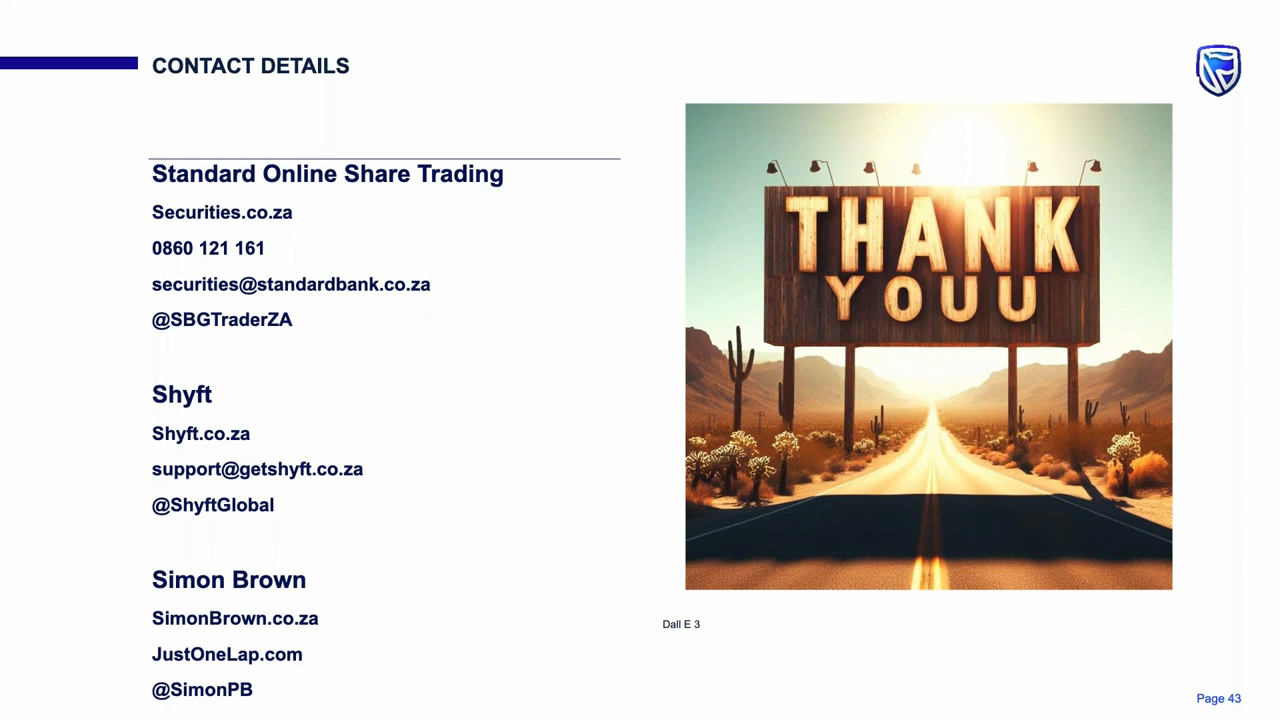 CONTACT DETAILS
Standard Online Share Trading
Securities.co.za
0860 121 161
securities@standardbank.co.za
@SBGTraderZA
Shyft
Shyft.co.za
support@getshyft.co.za
@ShyftGlobal
Simon Brown
SimonBrown.co.za
JustOneLap.com
@SimonPB
THANK
YOUU
Dall E 3
Page 43